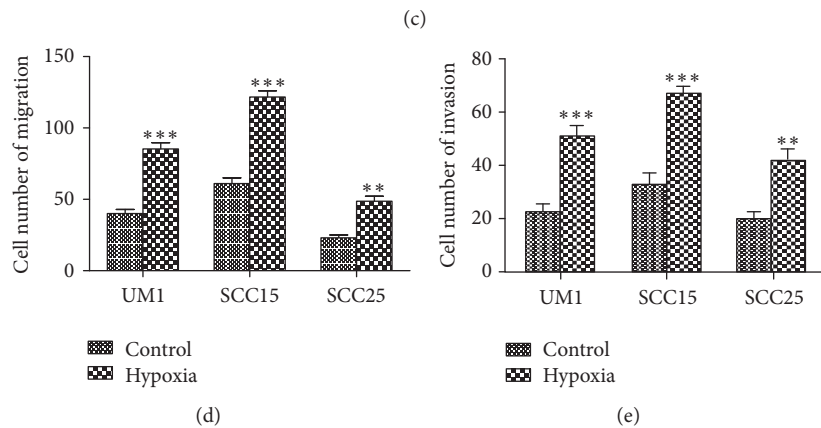 (c)
Cell number of migration
150
100
50
0
***
***
**
UM1 SCC15 SCC25
Control
Hypoxia
(d)
Cell number of invasion
80
60
40
20
0
***
***
**
UM1 SCC15 SCC25
Control
Hypoxia
(e)